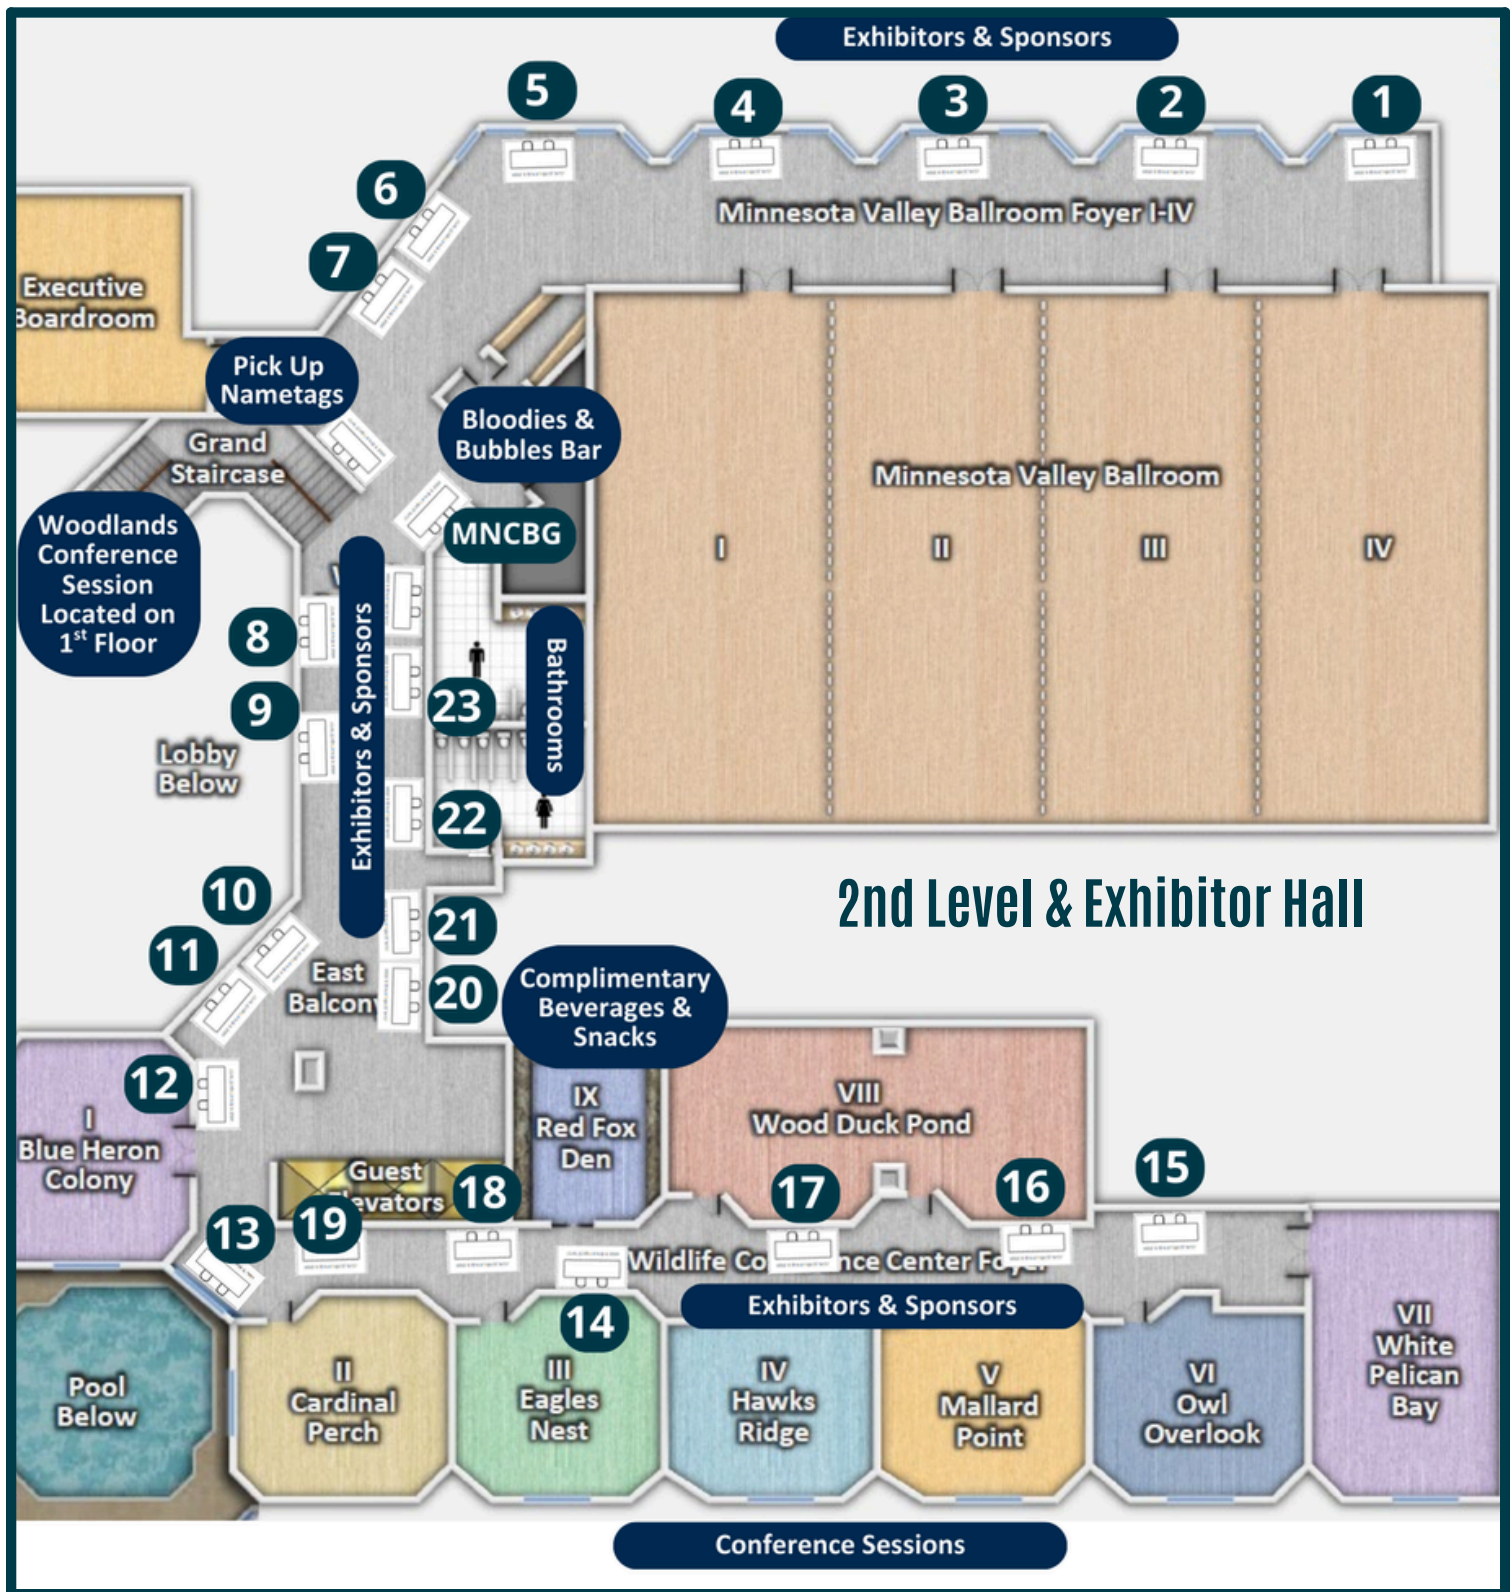 Exhibitors & Sponsors
5
4
3
2
1
6
Minnesota Valley Ballroom Foyer I-IV
7
Executive
Boardroom
Pick Up
Nametags
Bloodies &
Bubbles Bar
Grand
Staircase
Minnesota Valley Ballroom
Woodlands
Conference
Session
Located on
1st Floor
MNCBG
I
II
III
IV
8
Exhibitors & Sponsors
Bathrooms
9
23
Lobby
Below
22
10
2nd Level & Exhibitor Hall
21
11
East
Balcony
20
Complimentary
Beverages &
Snacks
12
I
Blue Heron
Colony
IX
Red Fox
Den
VIII
Wood Duck Pond
Guest
Elevators
18
17
16
15
13
19
Wildlife Conference Center Foyer
14
Exhibitors & Sponsors
Pool
Below
II
Cardinal
Perch
III
Eagles
Nest
IV
Hawks
Ridge
V
Mallard
Point
VI
Owl
Overlook
VII
White
Pelican
Bay
Conference Sessions